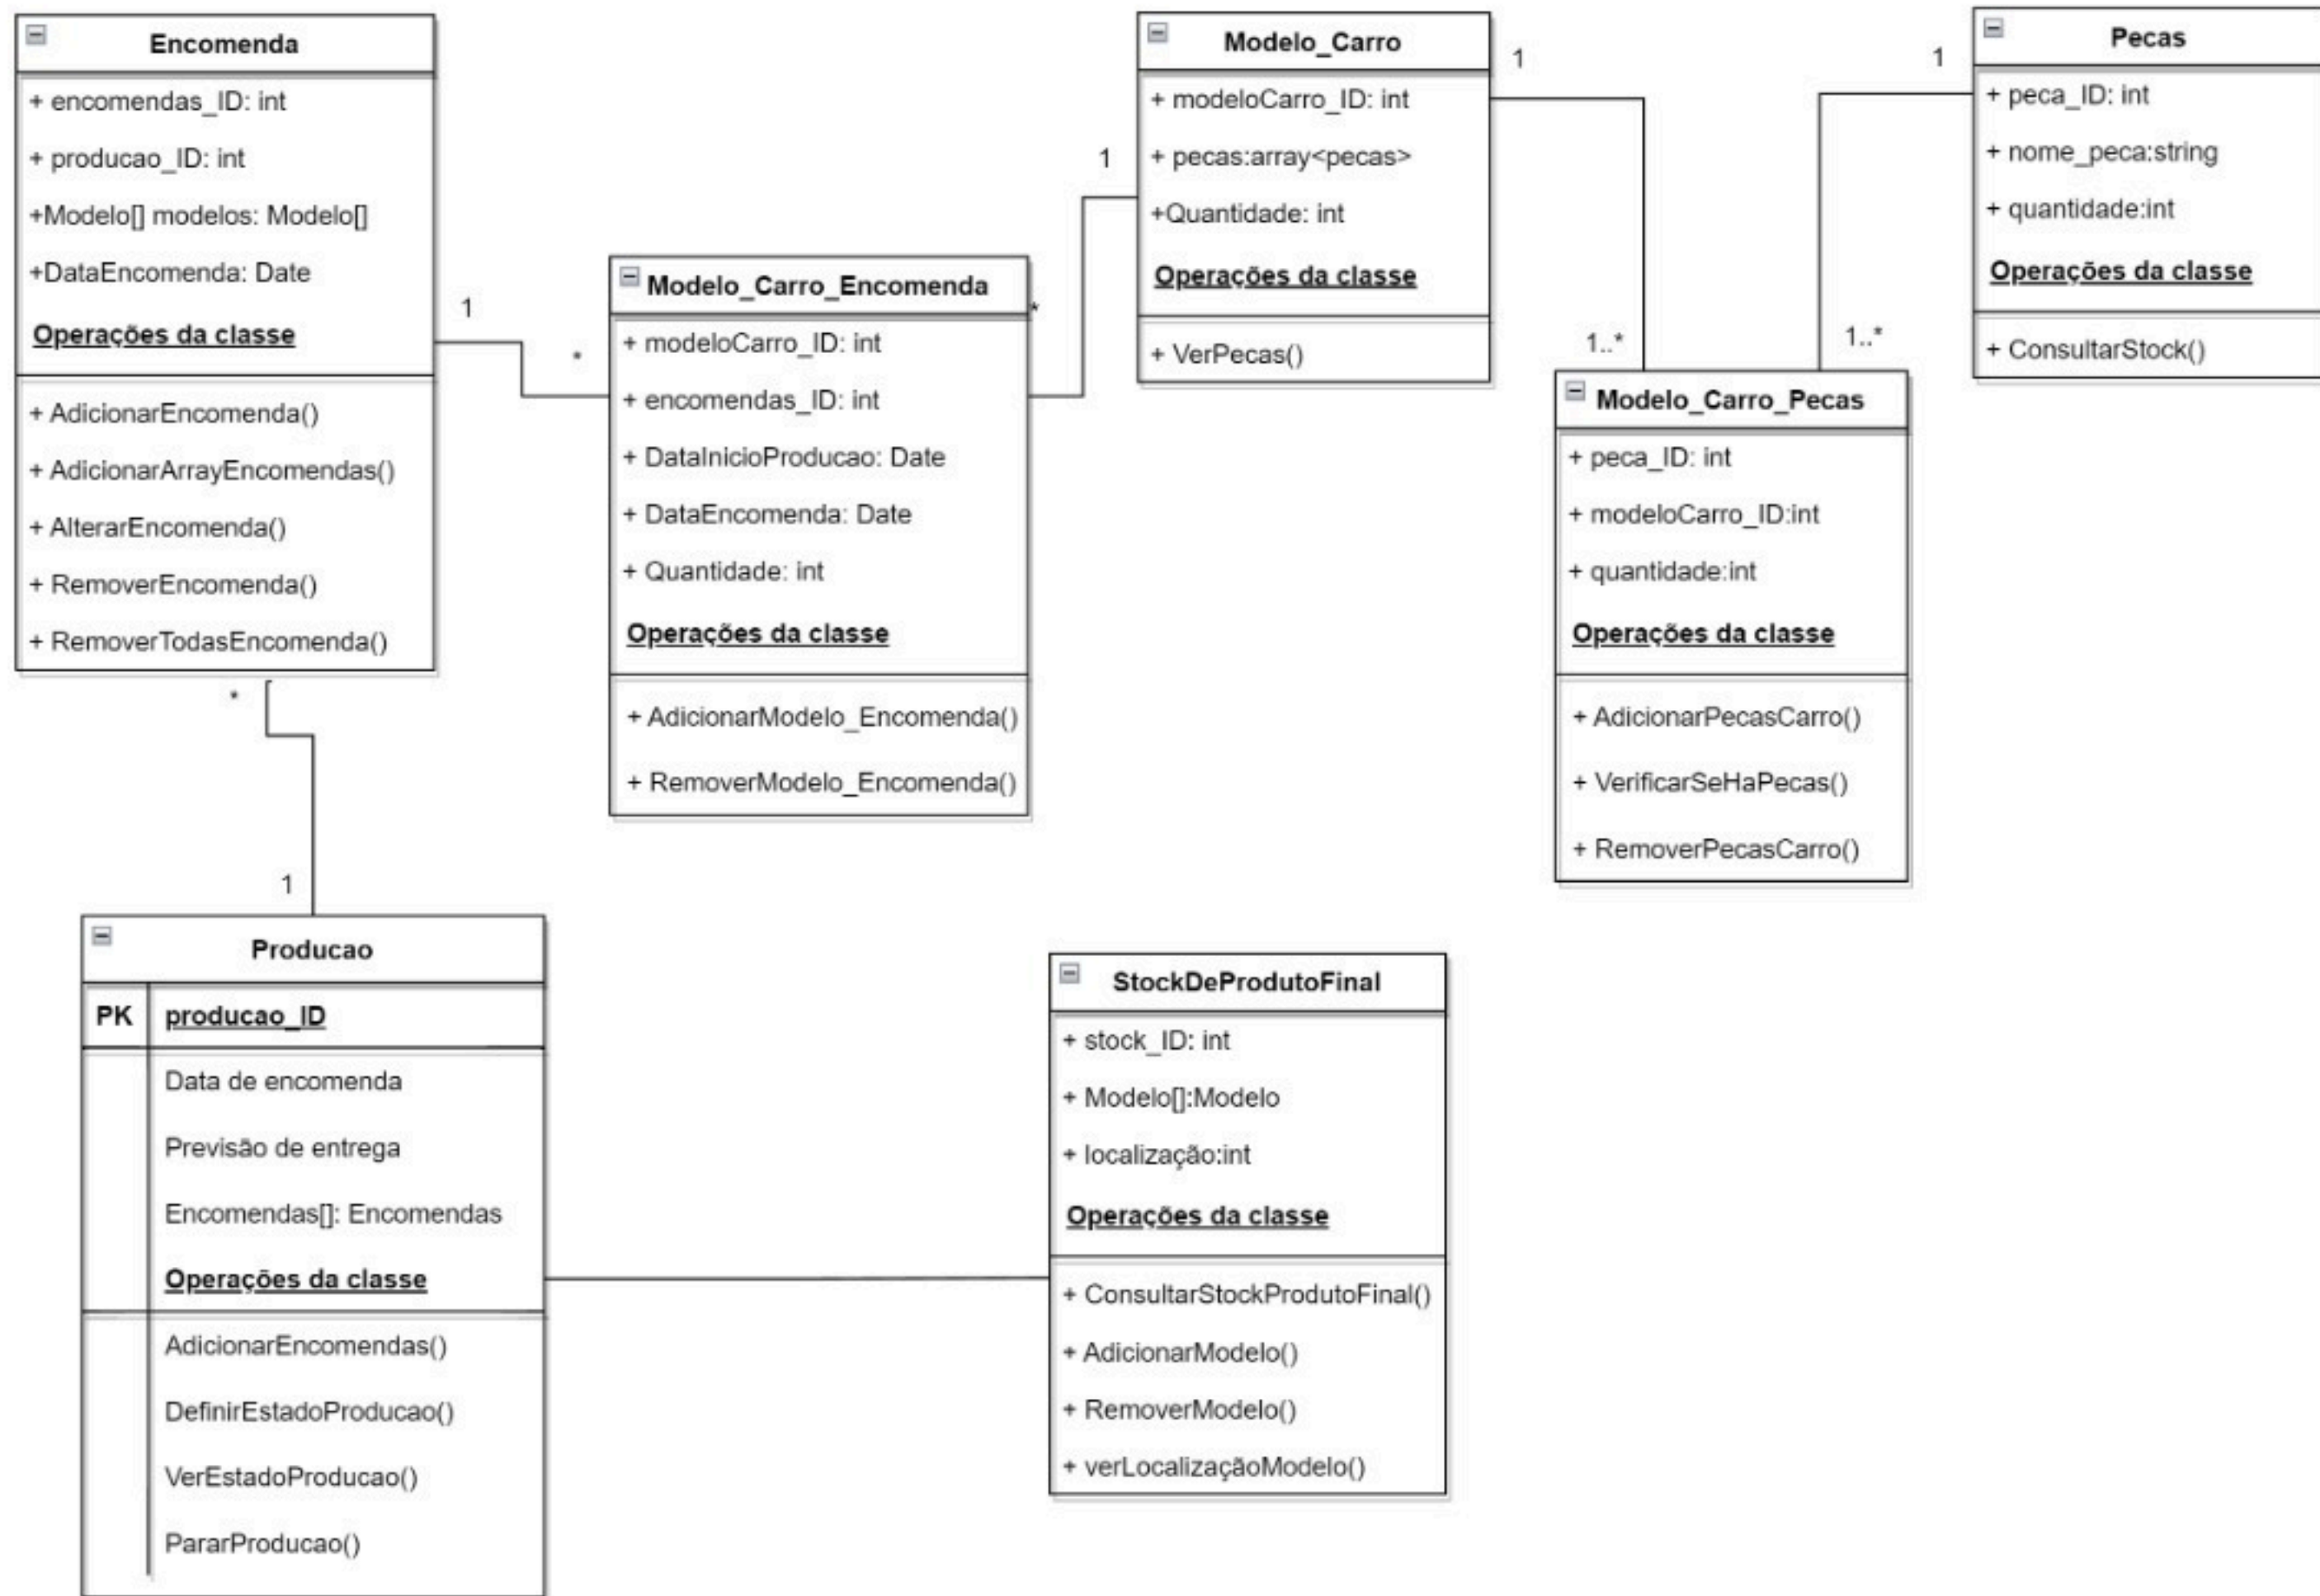 Encomenda
+ encomendas_ID: int
+ producao_ID: int
+Modelo[] modelos: Modelo[]
+DataEncomenda: Date
Operações da classe
+ AdicionarEncomenda()
+ AdicionarArrayEncomendas()
+ AlterarEncomenda()
+ RemoverEncomenda()
+ RemoverTodasEncomenda()
1
*
*
1
Modelo_Carro_Encomenda
+ modeloCarro_ID: int
+ encomendas_ID: int
+ DataInicioProducao: Date
+ DataEncomenda: Date
+ Quantidade: int
Operações da classe
+ AdicionarModelo_Encomenda()
+ RemoverModelo_Encomenda()
*
1
Modelo_Carro
+ modeloCarro_ID: int
+ pecas:array<pecas>
+Quantidade: int
Operações da classe
+ VerPecas()
1
1..*
Modelo_Carro_Pecas
+ peca_ID: int
+ modeloCarro_ID:int
+ quantidade:int
Operações da classe
+ AdicionarPecasCarro()
+ VerificarSeHaPecas()
+ RemoverPecasCarro()
1..*
1
Pecas
+ peca_ID: int
+ nome_peca:string
+ quantidade:int
Operações da classe
+ ConsultarStock()
Producao
PK producao_ID
Data de encomenda
Previsão de entrega
Encomendas[]: Encomendas
Operações da classe
AdicionarEncomendas()
DefinirEstadoProducao()
VerEstadoProducao()
PararProducao()
StockDeProdutoFinal
+ stock_ID: int
+ Modelo[]:Modelo
+ localização:int
Operações da classe
+ ConsultarStockProdutoFinal()
+ AdicionarModelo()
+ RemoverModelo()
+ verLocalizaçãoModelo()